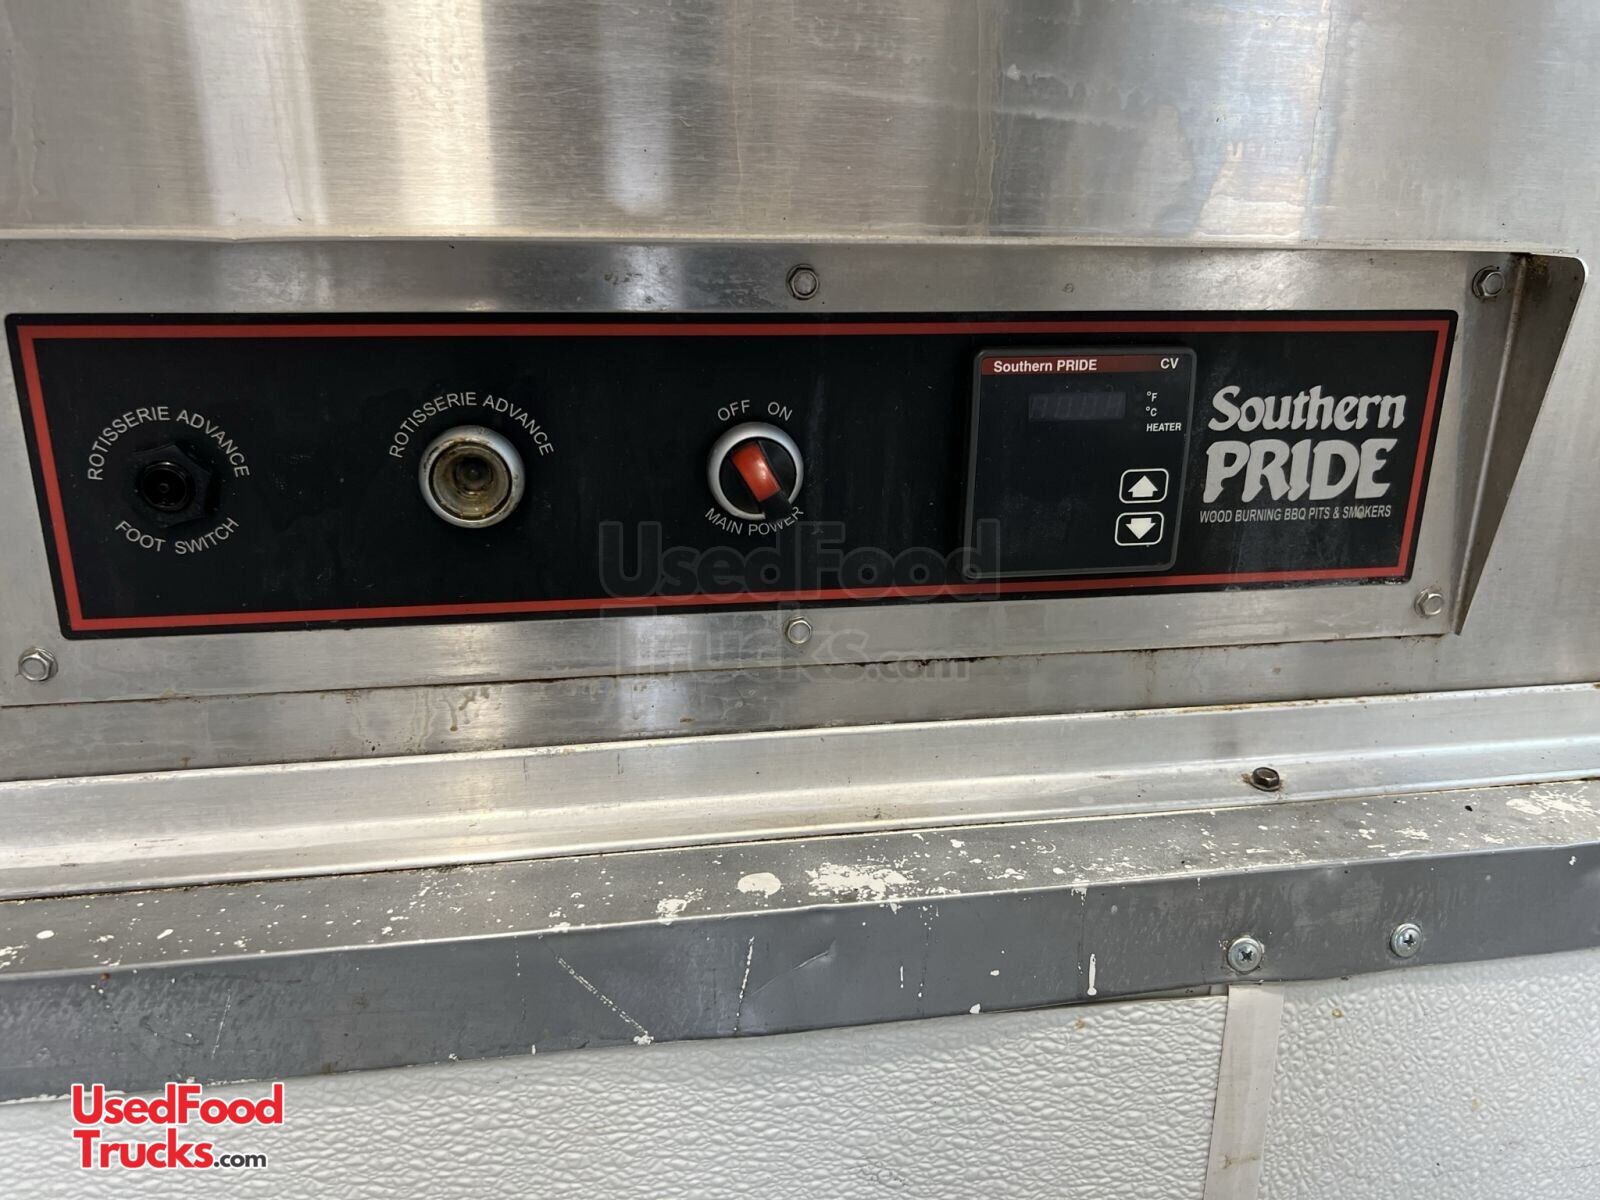 ROTISSERIE ADVANCE
FOOT SWITCH
ROTISSERIE ADVANCE
OFF ON
MAIN POWER
Southern PRIDE CV
°F
°C
HEATER
Southern
PRIDE
WOOD BURNING BBQ PITS & SMOKERS
UsedFood
Trucks.com
UsedFood
Trucks.com